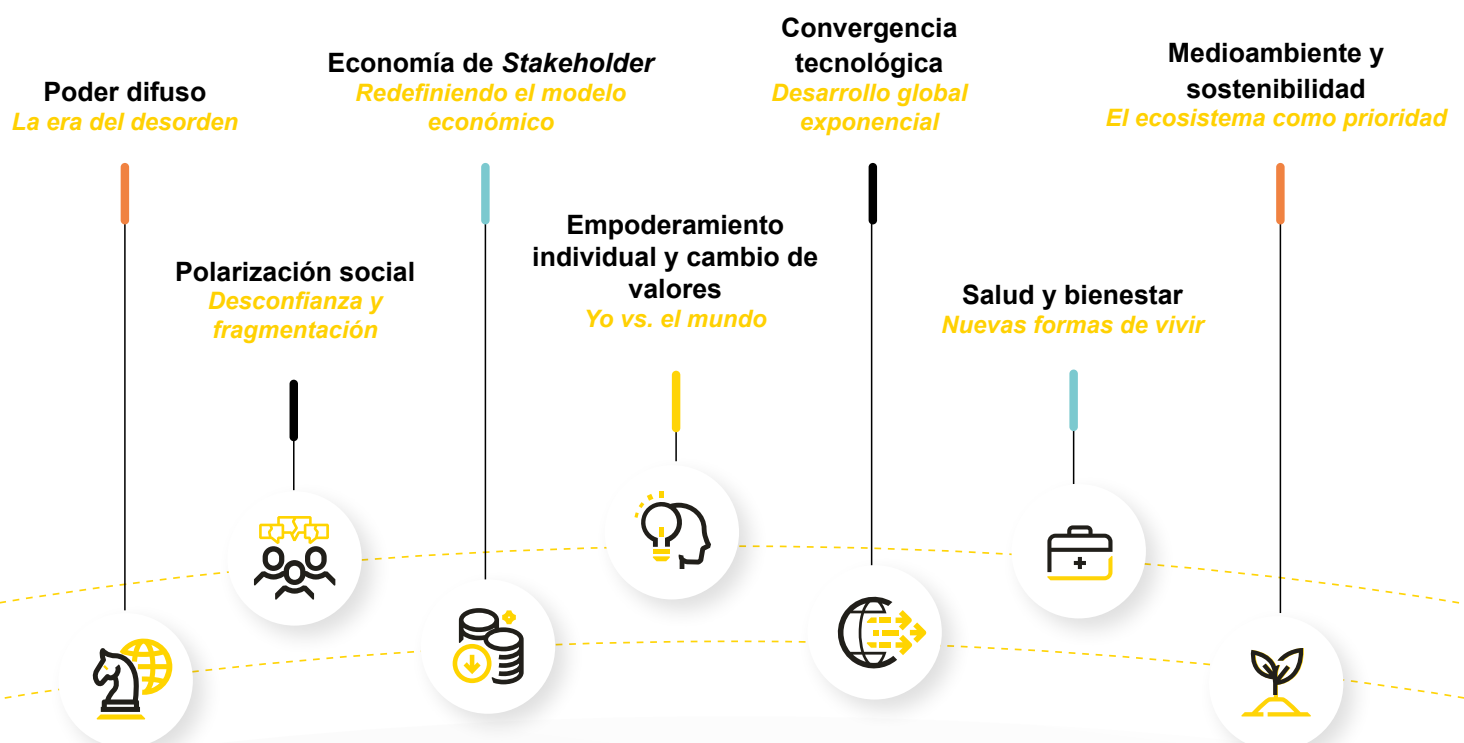 Poder difuso
La era del desorden
Polarización social
Desconfianza y
fragmentación
Economía de Stakeholder
Redefiniendo el modelo
económico
Empoderamiento
individual y cambio de
valores
Yo vs. el mundo
Convergencia
tecnológica
Desarrollo global
exponencial
Salud y bienestar
Nuevas formas de vivir
Medioambiente y
sostenibilidad
El ecosistema como prioridad